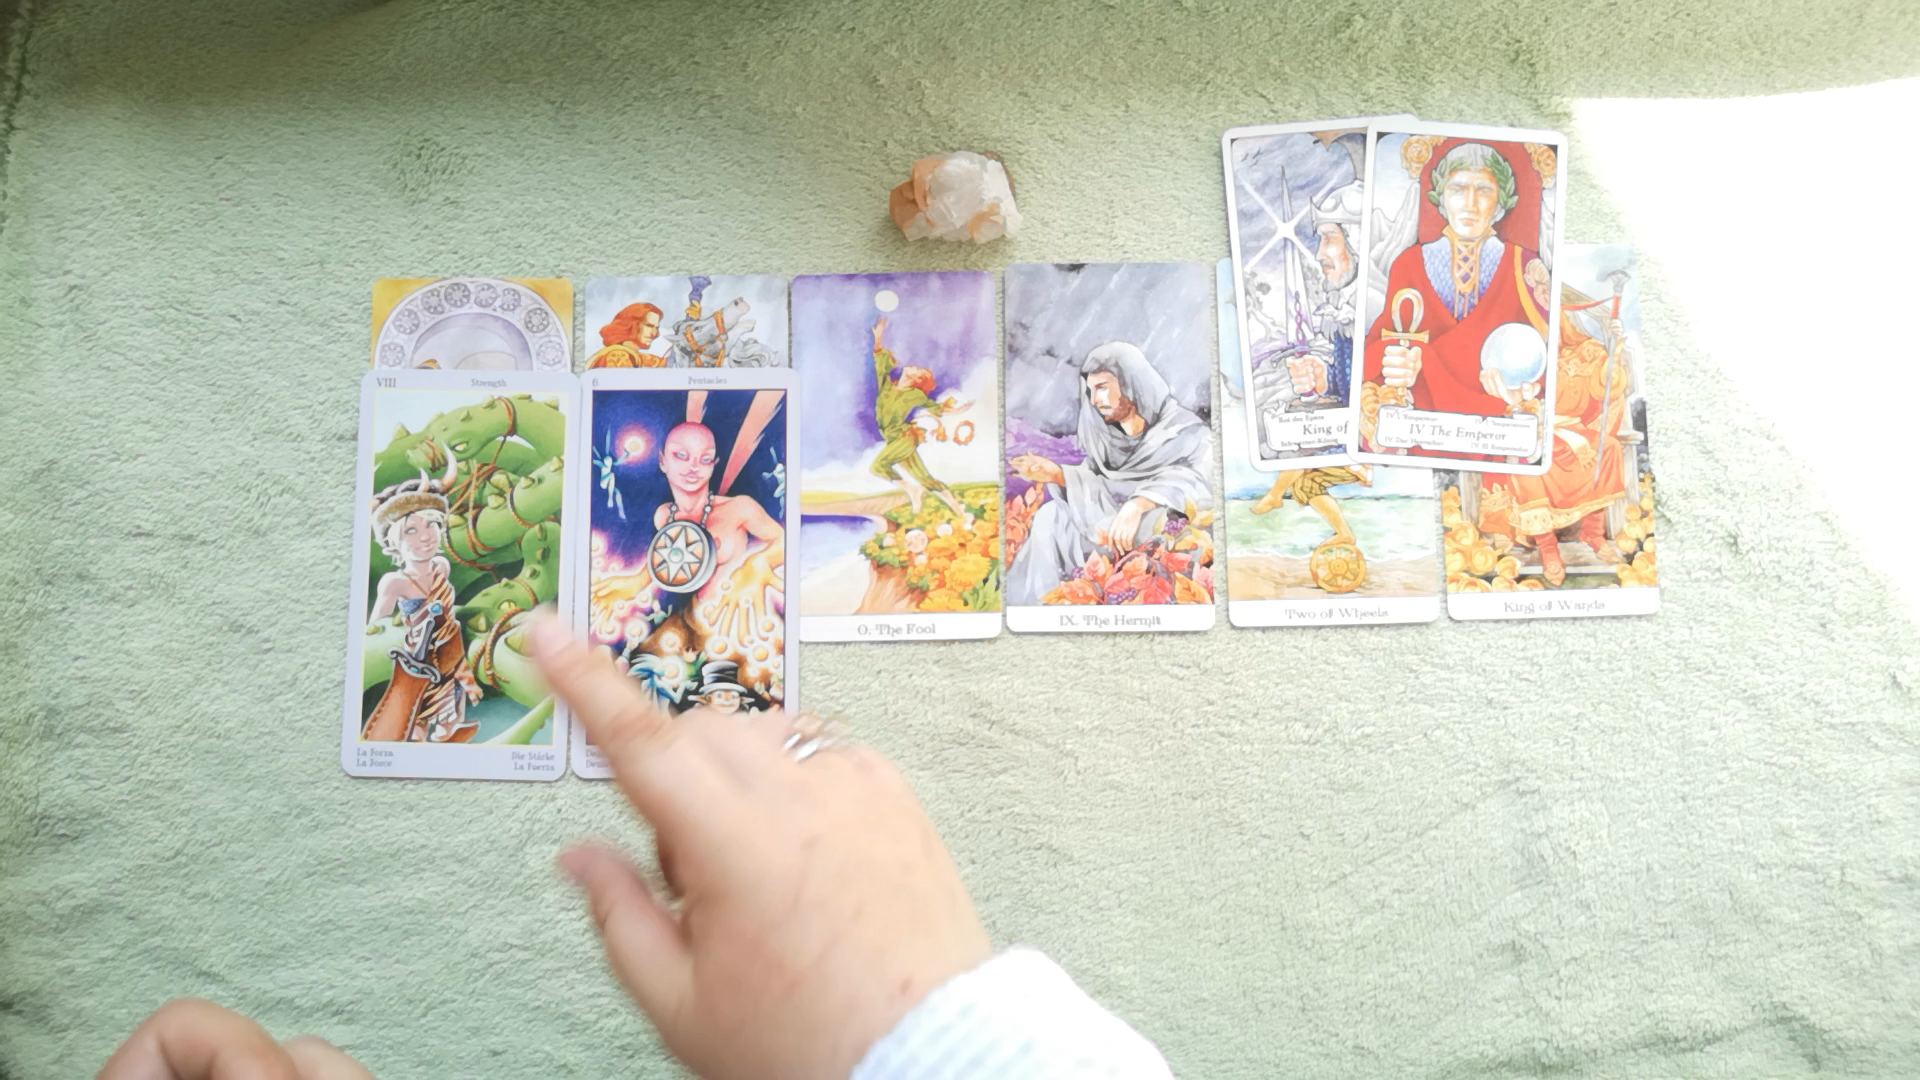 VIII Strength
La Forza
La Force
Die Stärke
La Fuerza
6 Pentacles
O. The Fool
IX. The Hermit
King of
IV The Emperor
Two of Wheels
King of Wands